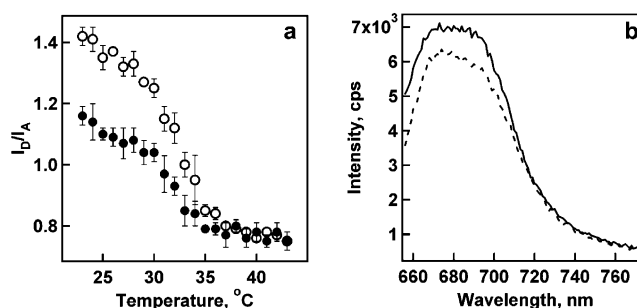 a
1.4
1.2
1.0
0.8
I_D/I_A
25 30 35 40
Temperature, °C
b
7x10³
6
5
4
3
2
1
Intensity, cps
660 680 700 720 740 760
Wavelength, nm